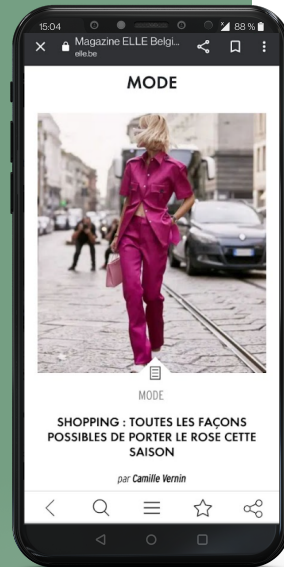 15:04
88 %
Magazine ELLE Belgi...
elle.be
MODE
MODE
SHOPPING : TOUTES LES FAÇONS
POSSIBLES DE PORTER LE ROSE CETTE
SAISON
par Camille Vernin